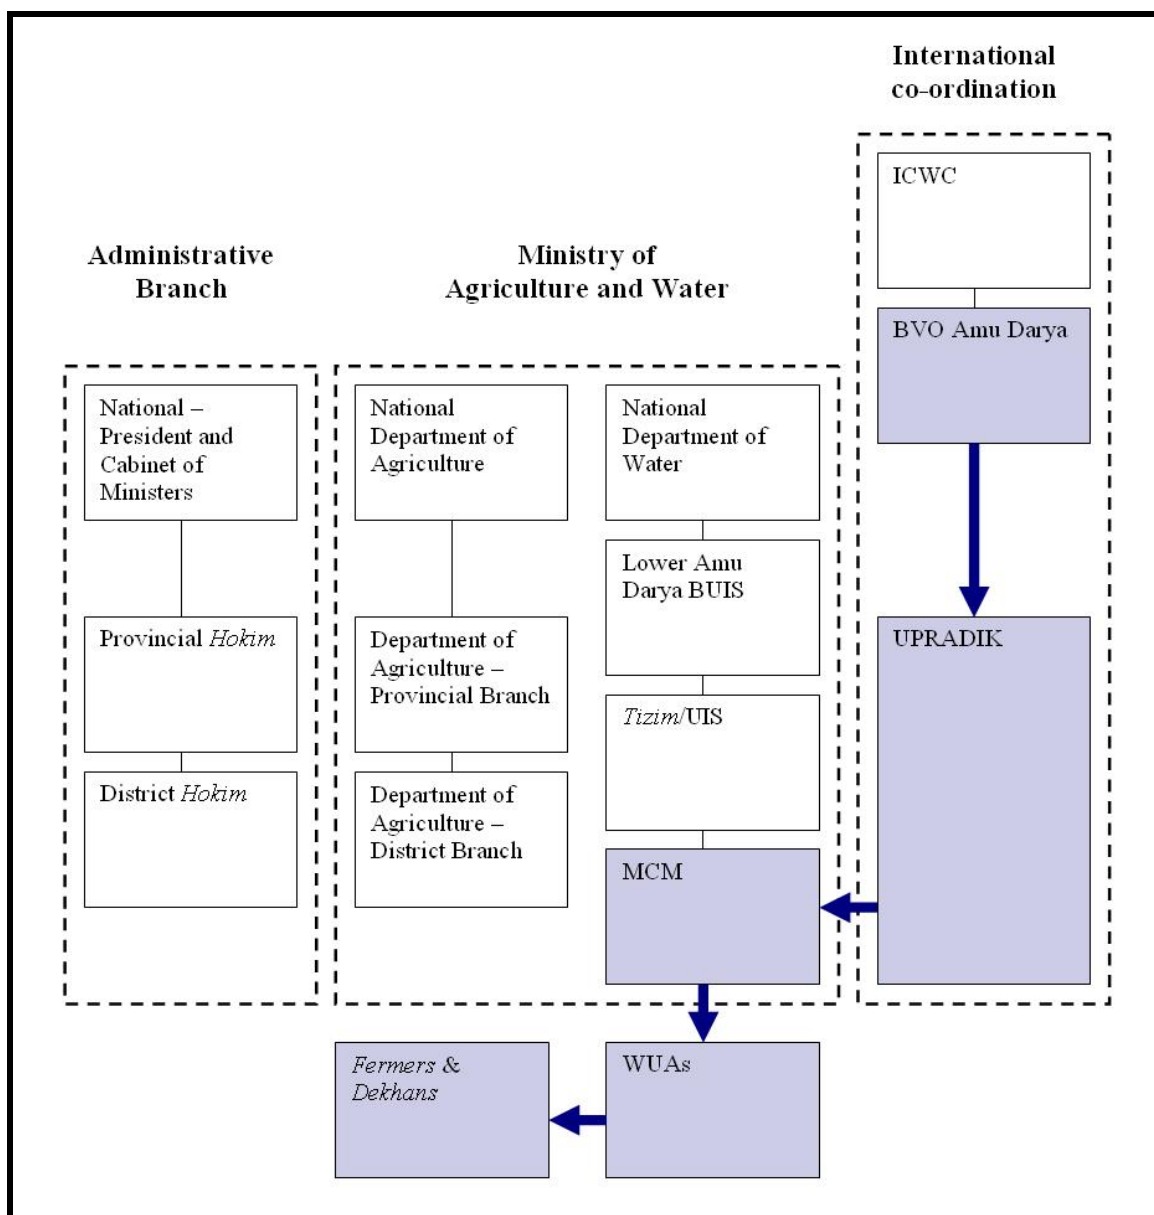 International
co-ordination
ICWC
BVO Amu Darya
UPRADIK
Administrative
Branch
National –
President and
Cabinet of
Ministers
Provincial Hokim
District Hokim
Ministry of
Agriculture and Water
National
Department of
Agriculture
Department of
Agriculture –
Provincial Branch
Department of
Agriculture –
District Branch
National
Department of
Water
Lower Amu
Darya BUIS
Tizim/UIS
MCM
WUAs
Fermers &
Dekhans